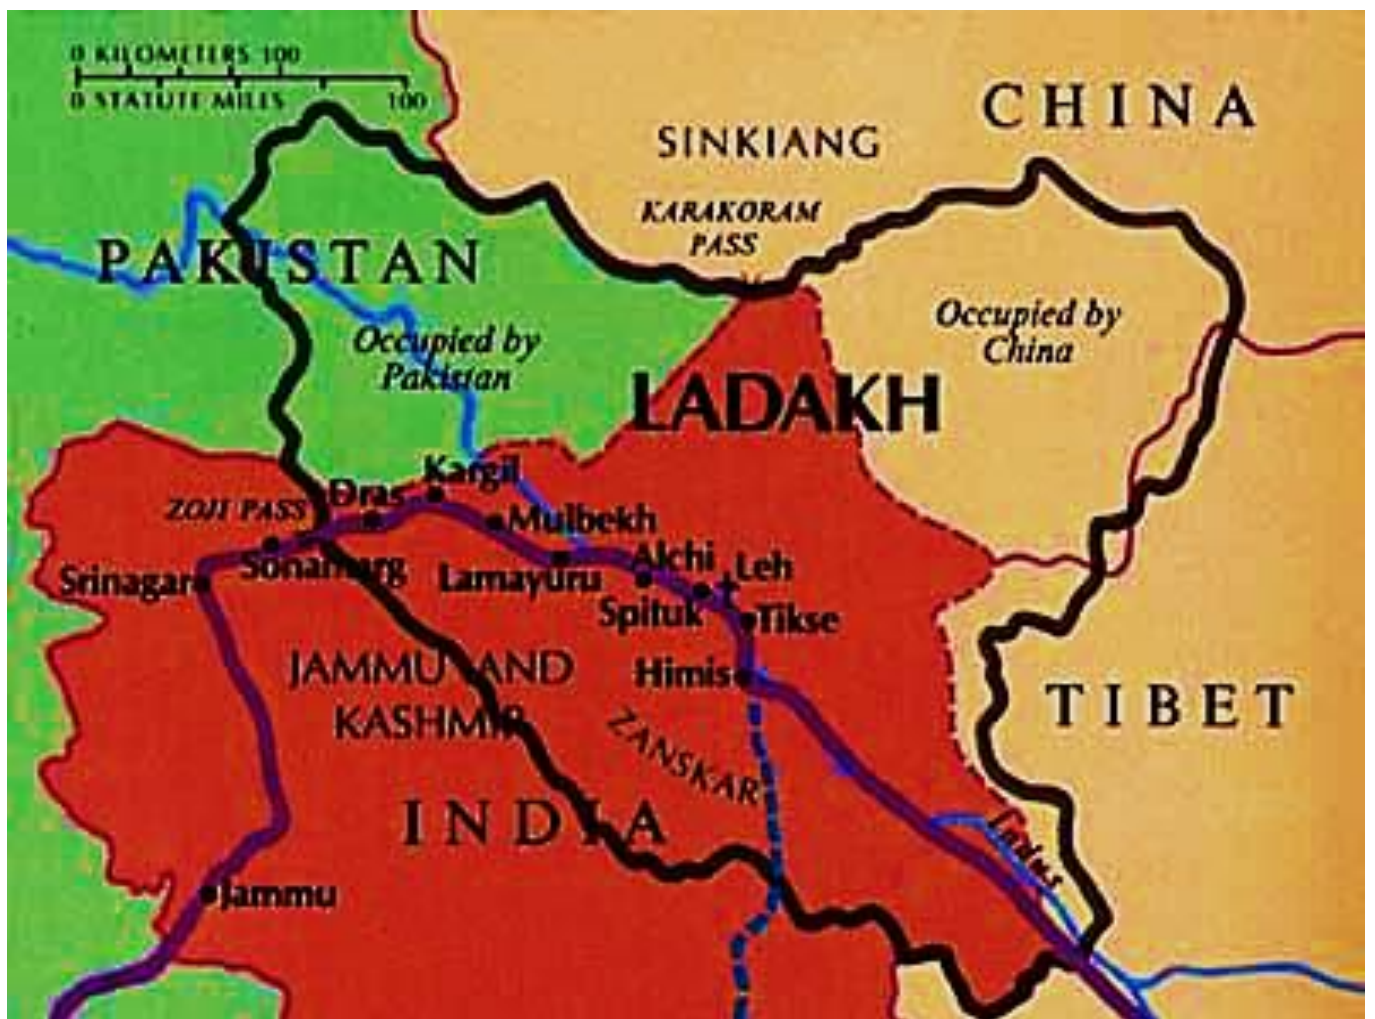 0 KILOMETERS 100
0 STATUTE MILES 100
CHINA
SINKIANG
KARAKORAM
PASS
PAKISTAN
Occupied by
Pakistan
Occupied by
China
LADAKH
Kargil
Dras
ZOJI PASS
Mulbekh
Sonamarg
Alchi
Leh
Srinagar
Lamayuru
Spituk
Tikse
JAMMU AND
KASHMIR
Himis
ZANSKAR
TIBET
INDIA
Indus
Jammu